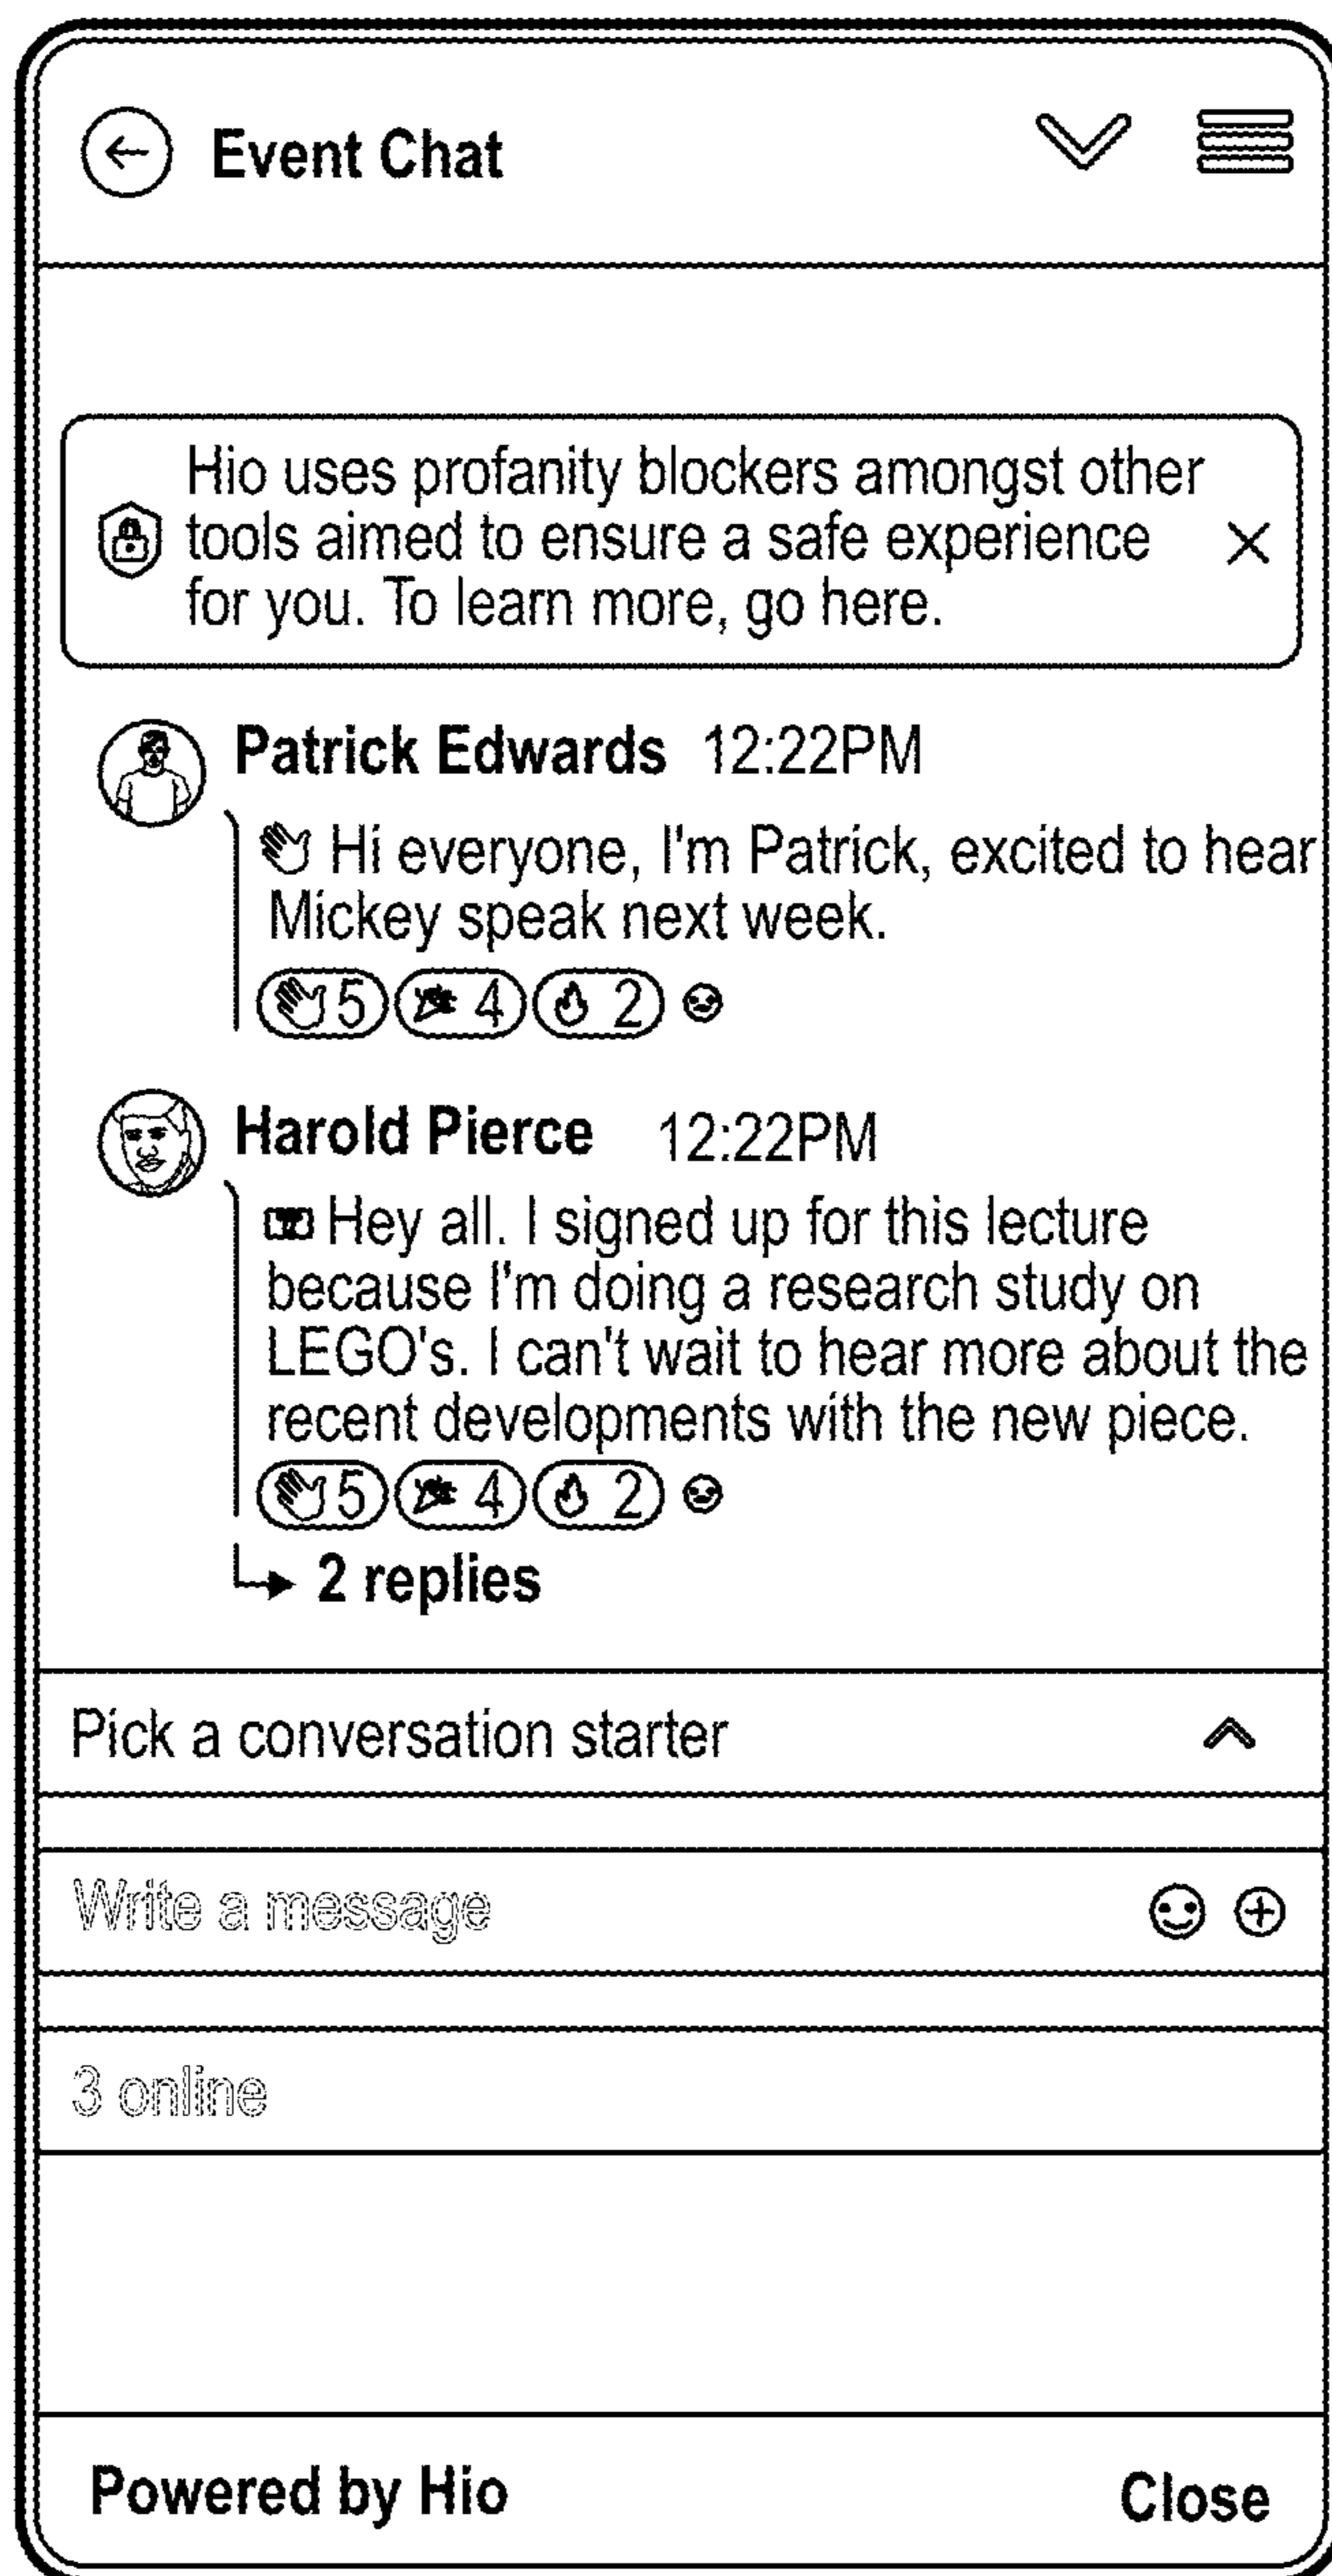 Event Chat
Hio uses profanity blockers amongst other
tools aimed to ensure a safe experience
for you. To learn more, go here.
Patrick Edwards 12:22PM
👋 Hi everyone, I'm Patrick, excited to hear
Mickey speak next week.
👋 5 🎉 4 🔥 2
Harold Pierce 12:22PM
Hey all. I signed up for this lecture
because I'm doing a research study on
LEGO's. I can't wait to hear more about the
recent developments with the new piece.
👋 5 🎉 4 🔥 2
2 replies
Pick a conversation starter
Write a message
3 online
Powered by Hio Close